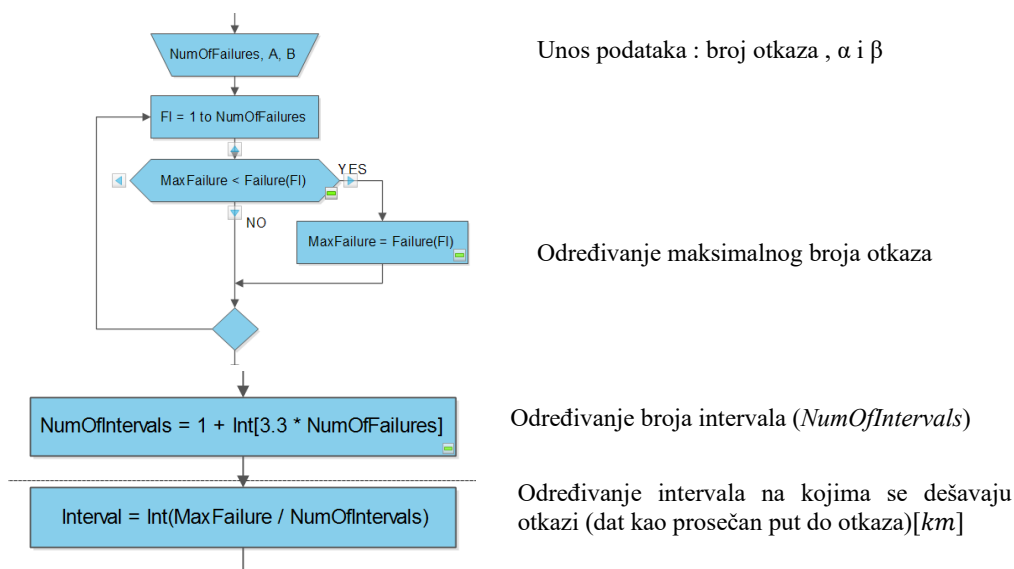 NumOfFailures, A, B
Unos podataka : broj otkaza , α i β
FI = 1 to NumOfFailures
MaxFailure < Failure(FI)
YES
NO
MaxFailure = Failure(FI)
Određivanje maksimalnog broja otkaza
NumOfIntervals = 1 + Int[3.3 * NumOfFailures]
Određivanje broja intervala (NumOfIntervals)
Interval = Int(MaxFailure / NumOfIntervals)
Određivanje intervala na kojima se dešavaju
otkazi (dat kao prosečan put do otkaza)[km]